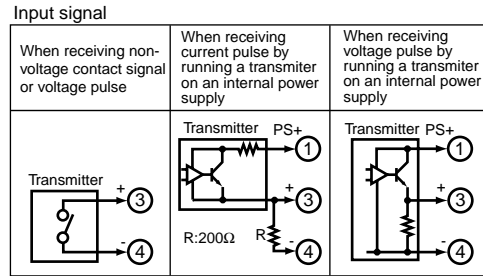 Input signal
When receiving non-
voltage contact signal
or voltage pulse
When receiving
current pulse by
running a transmiter
on an internal power
supply
When receiving
voltage pulse by
running a transmiter
on an internal power
supply
Transmitter
+
3
-
4
Transmitter PS+
1
+
3
R:200Ω R
-
4
Transmitter PS+
1
+
3
-
4